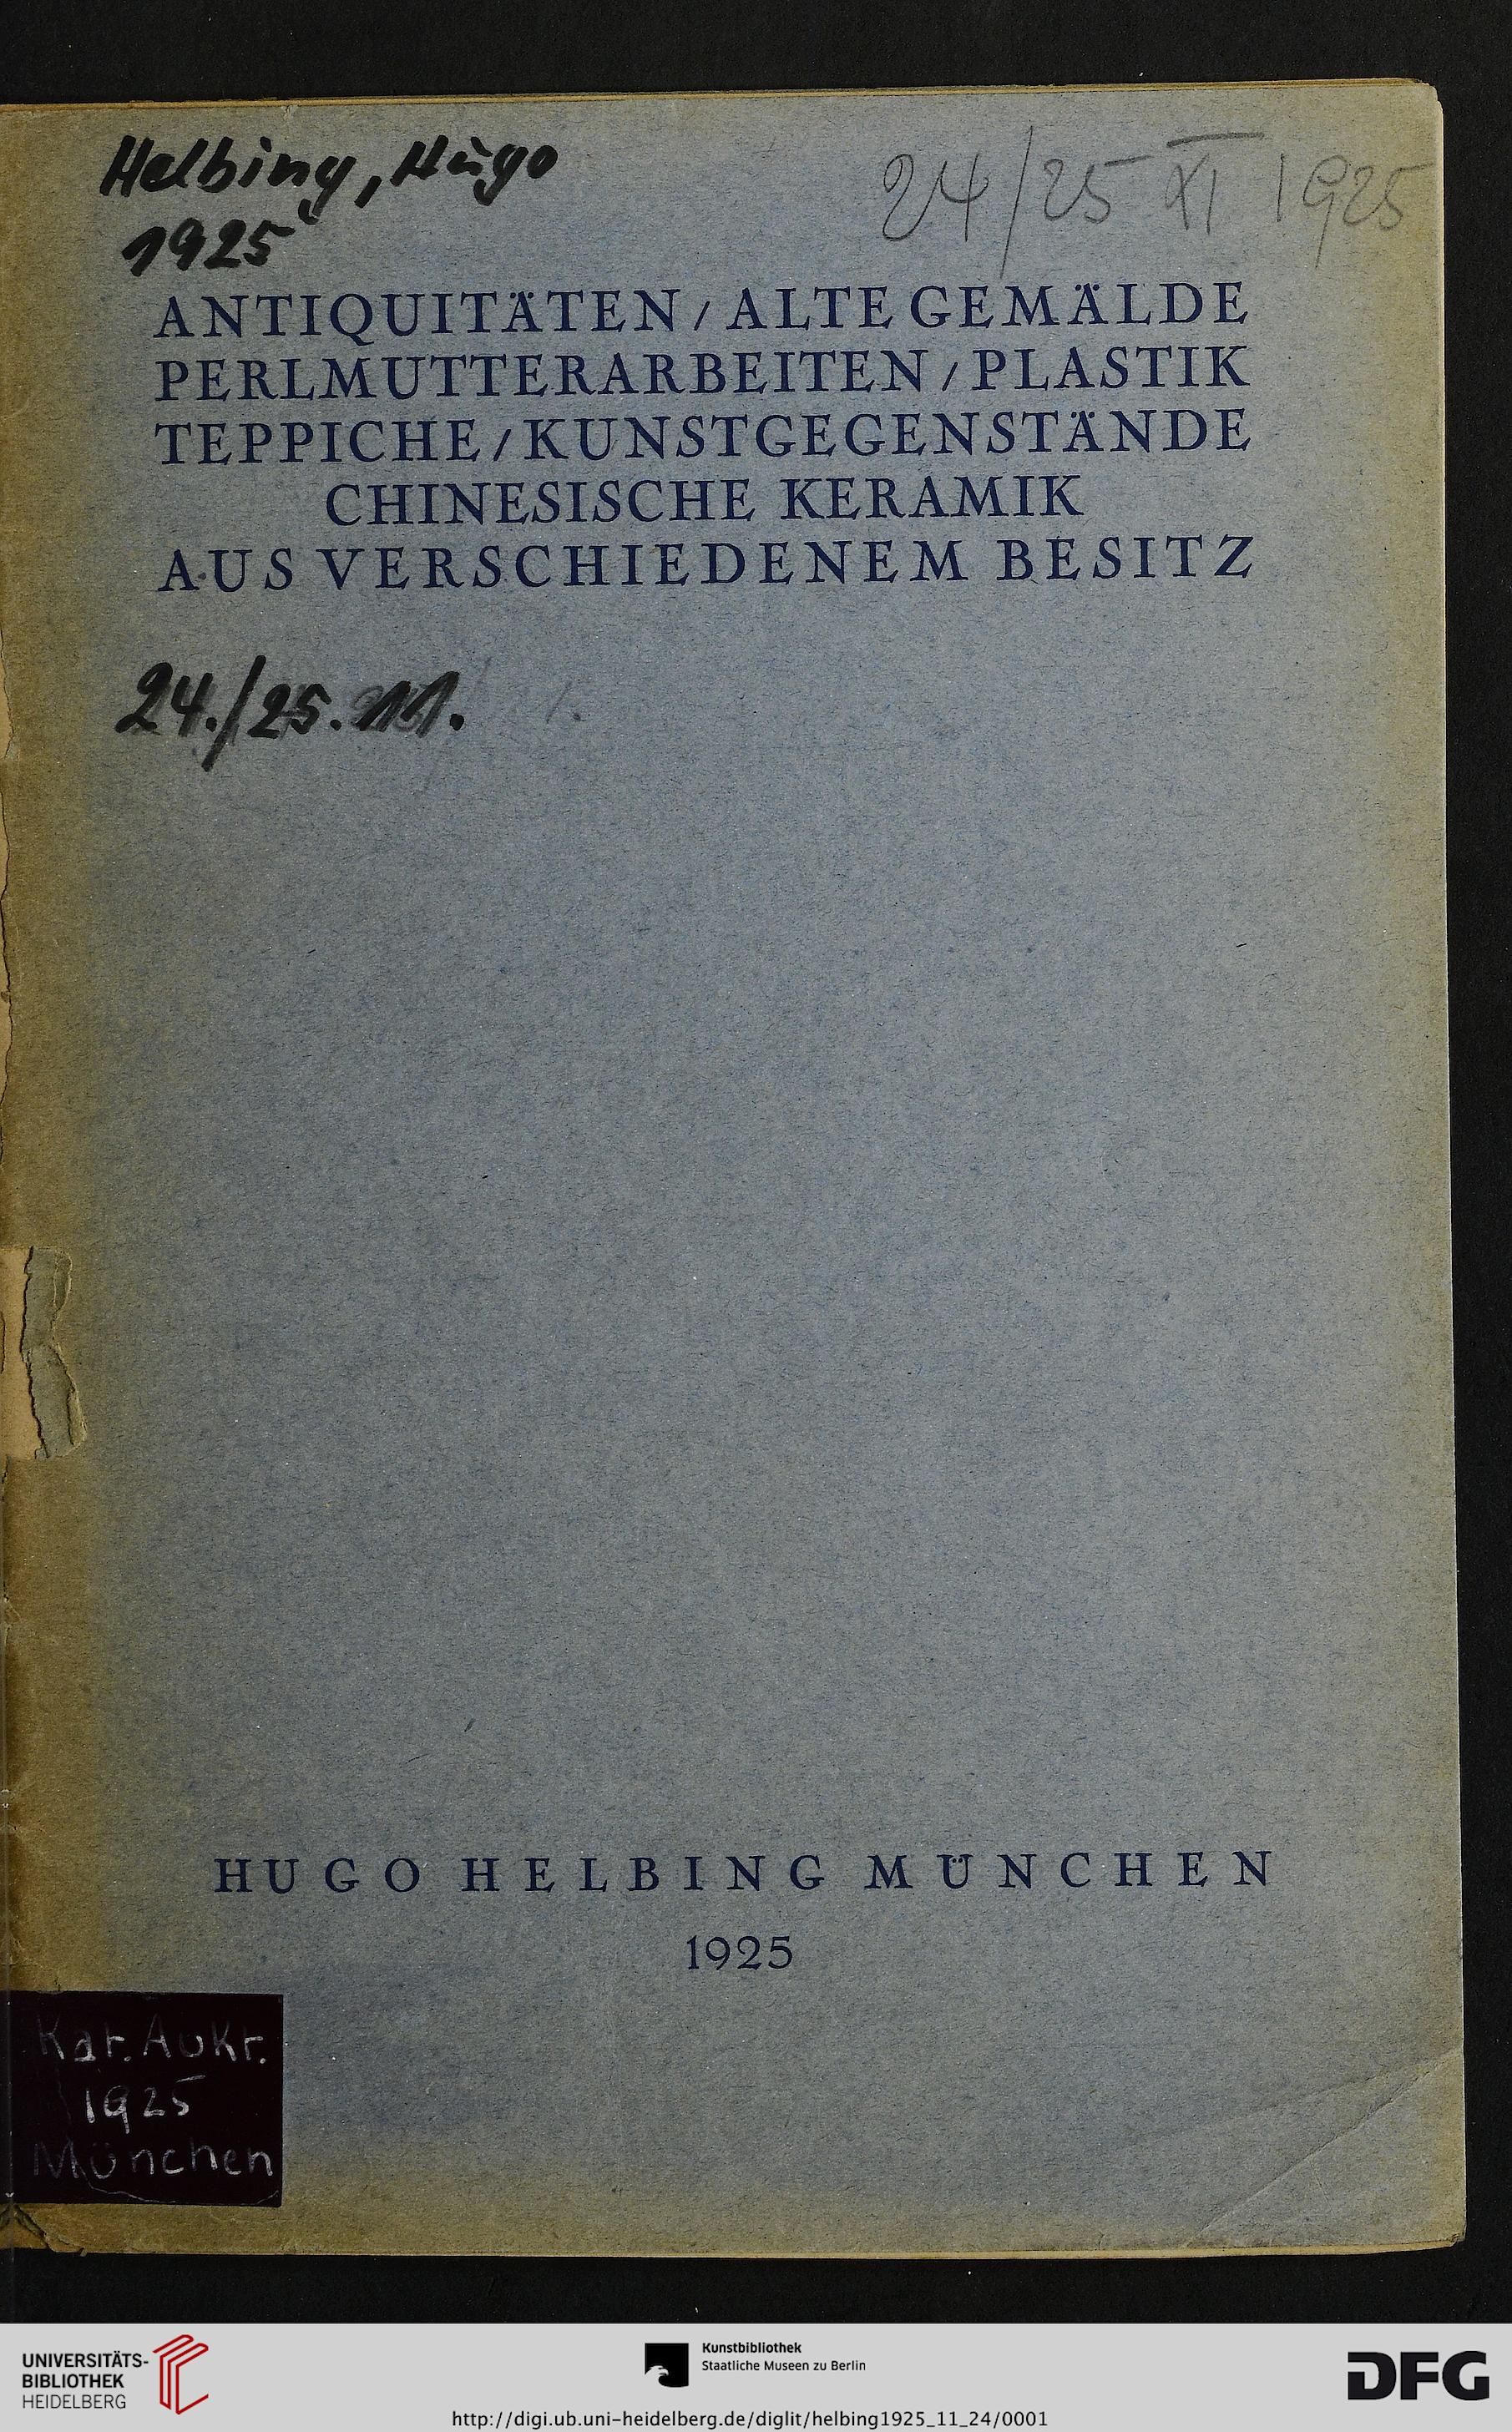 Helbing, Hugo
1925
24/25 XI 1925
ANTIQUITÄTEN / ALTE GEMÄLDE
PERLMUTTERARBEITEN / PLASTIK
TEPPICHE / KUNSTGEGENSTÄNDE
CHINESISCHE KERAMIK
AUS VERSCHIEDENEM BESITZ
24./25. 11.
HUGO HELBING MÜNCHEN
1925
Kat. Aukt.
1925
München
UNIVERSITÄTS-
BIBLIOTHEK
HEIDELBERG
Kunstbibliothek
Staatliche Museen zu Berlin
DFG
http://digi.ub.uni-heidelberg.de/diglit/helbing1925_11_24/0001